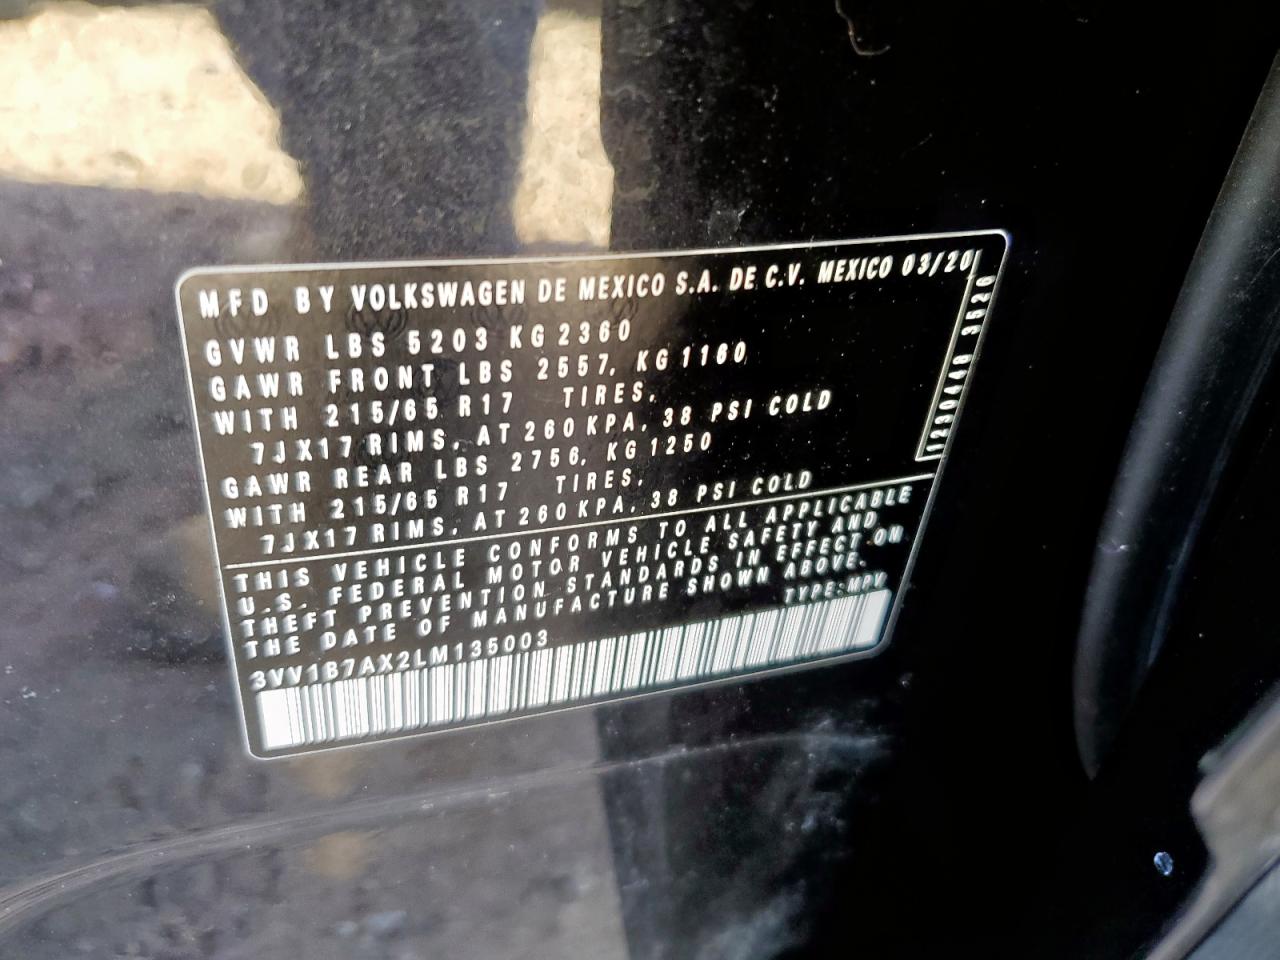 MFD BY VOLKSWAGEN DE MEXICO S.A. DE C.V. MEXICO 03/20
GVWR LBS 5203 KG 2360
GAWR FRONT LBS 2557, KG 1160
WITH 215/65 R17 TIRES,
7JX17 RIMS, AT 260 KPA, 38 PSI COLD
GAWR REAR LBS 2756, KG 1250
WITH 215/65 R17 TIRES,
7JX17 RIMS, AT 260 KPA, 38 PSI COLD
1230448 3526
THIS VEHICLE CONFORMS TO ALL APPLICABLE
U.S. FEDERAL MOTOR VEHICLE SAFETY AND
THEFT PREVENTION STANDARDS IN EFFECT ON
THE DATE OF MANUFACTURE SHOWN ABOVE.
3VV1B7AX2LM135003 TYPE:MPV